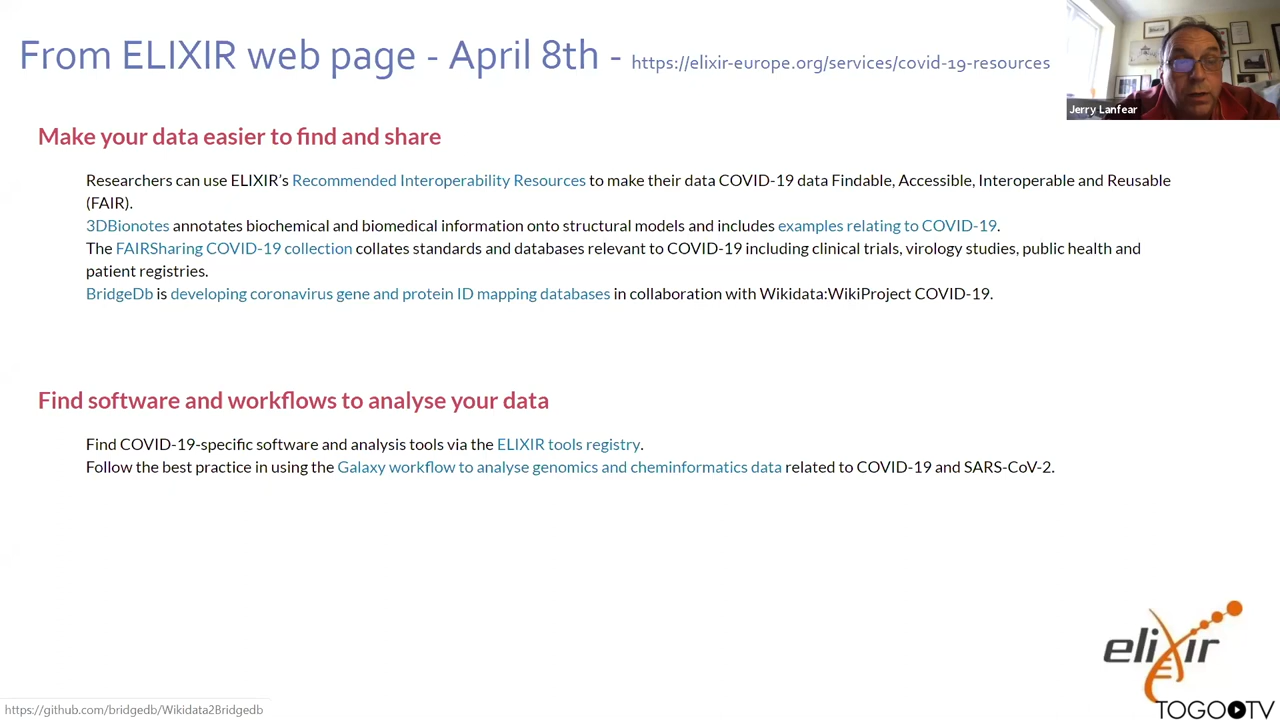 From ELIXIR web page - April 8th - https://elixir-europe.org/services/covid-19-resources
Jerry Lanfear
Make your data easier to find and share
Researchers can use ELIXIR's Recommended Interoperability Resources to make their data COVID-19 data Findable, Accessible, Interoperable and Reusable
(FAIR).
3DBionotes annotates biochemical and biomedical information onto structural models and includes examples relating to COVID-19.
The FAIRSharing COVID-19 collection collates standards and databases relevant to COVID-19 including clinical trials, virology studies, public health and
patient registries.
BridgeDb is developing coronavirus gene and protein ID mapping databases in collaboration with Wikidata:WikiProject COVID-19.
Find software and workflows to analyse your data
Find COVID-19-specific software and analysis tools via the ELIXIR tools registry.
Follow the best practice in using the Galaxy workflow to analyse genomics and cheminformatics data related to COVID-19 and SARS-CoV-2.
elixir
https://github.com/bridgedb/Wikidata2Bridgedb
TOGOTV